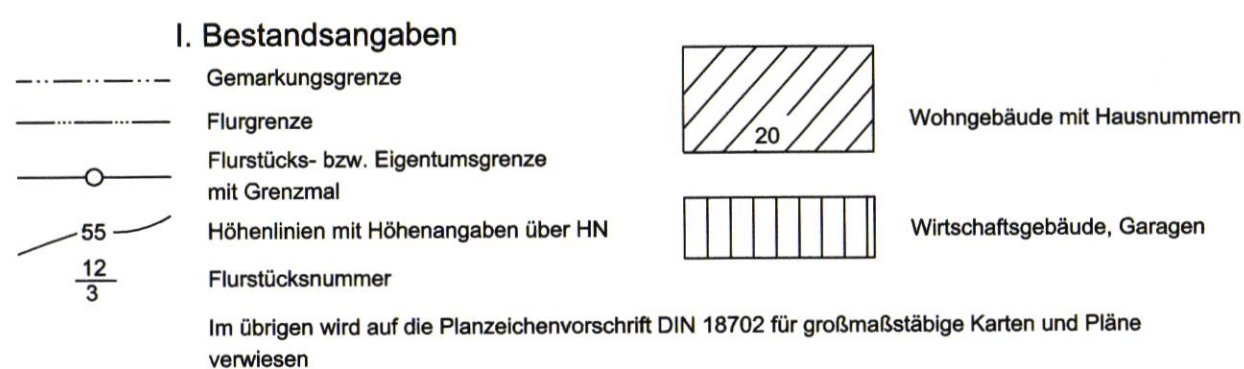 I. Bestandsangaben
Gemarkungsgrenze
Flurgrenze
Flurstücks- bzw. Eigentumsgrenze
mit Grenzmal
55
Höhenlinien mit Höhenangaben über HN
12
3
Flurstücksnummer
Im übrigen wird auf die Planzeichenvorschrift DIN 18702 für großmaßstäbige Karten und Pläne
verwiesen
20
Wohngebäude mit Hausnummern
Wirtschaftsgebäude, Garagen